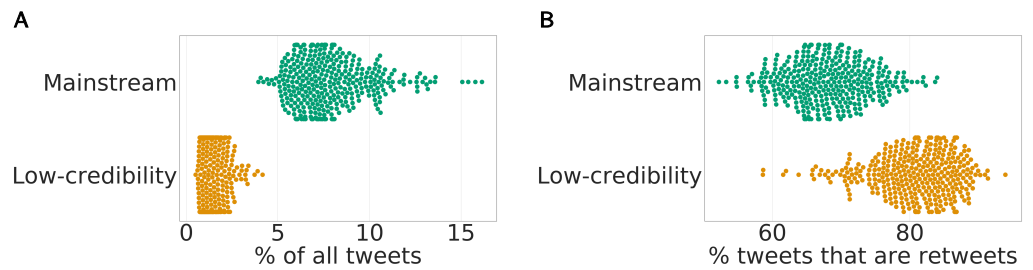 A
Mainstream
Low-credibility
0 5 10 15
% of all tweets
B
Mainstream
Low-credibility
60 80
% tweets that are retweets